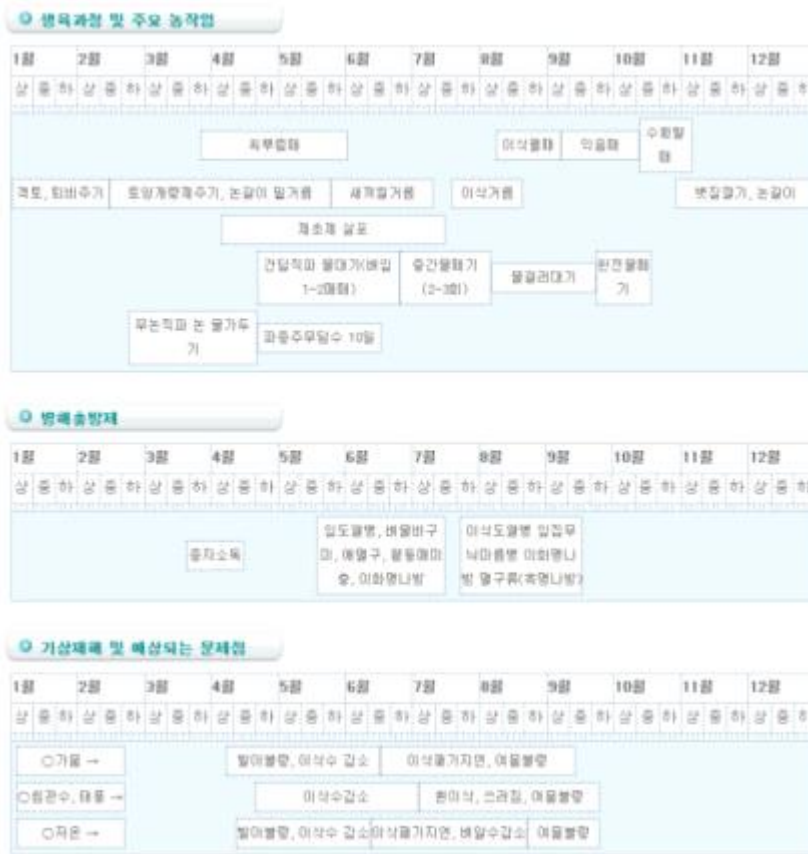 생육과정 및 주요 농작업
1월 2월 3월 4월 5월 6월 7월 8월 9월 10월 11월 12월
상 중 하 상 중 하 상 중 하 상 중 하 상 중 하 상 중 하 상 중 하 상 중 하 상 중 하 상 중 하 상 중 하 상 중
싹부틀때 이삭팰때 익음때 수확할
때
객토, 퇴비주기 토양개량제주기, 논갈이 밑거름 새끼칠거름 이삭거름 볏짚깔기, 논갈이
제초제 살포
건답직파 물대기(벼잎
1~2매때) 중간물떼기
(2~3회) 물걸러대기 완전물떼
기
무논직파 논 물가두
기 파종후무담수 10일
병해충방제
1월 2월 3월 4월 5월 6월 7월 8월 9월 10월 11월 12월
상 중 하 상 중 하 상 중 하 상 중 하 상 중 하 상 중 하 상 중 하 상 중 하 상 중 하 상 중 하 상 중 하 상 중
종자소독
잎도열병, 벼물바구
미, 애멸구, 끝동매미
충, 이화명나방
이삭도열병 잎집무
늬마름병 이화명나
방 멸구류(혹명나방)
기상재해 및 예상되는 문제점
1월 2월 3월 4월 5월 6월 7월 8월 9월 10월 11월 12월
상 중 하 상 중 하 상 중 하 상 중 하 상 중 하 상 중 하 상 중 하 상 중 하 상 중 하 상 중 하 상 중 하 상 중
○가뭄 → 발아불량, 이삭수 감소 이삭패기지연, 여뭄불량
○침관수, 태풍 → 이삭수감소 흰이삭, 쓰러짐, 여뭄불량
○저온 → 발아불량, 이삭수 감소 이삭패기지연, 벼알수감소 여뭄불량